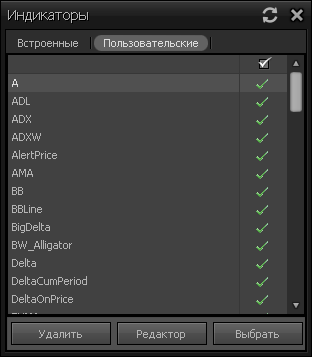 Индикаторы
Встроенные Пользовательские
A
ADL
ADX
ADXW
AlertPrice
AMA
BB
BBLine
BigDelta
BW_Alligator
Delta
DeltaCumPeriod
DeltaOnPrice
Удалить Редактор Выбрать